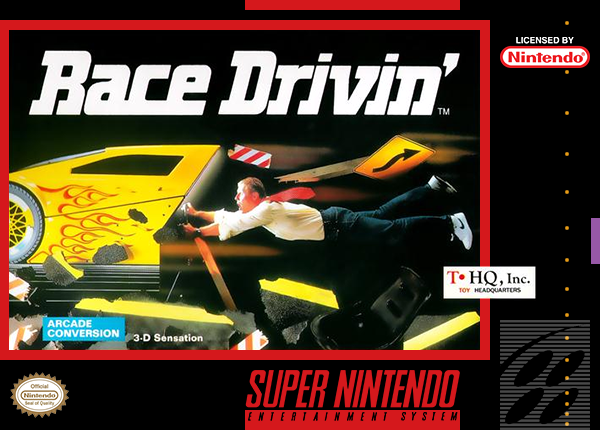 LICENSED BY
Nintendo®
Race Drivin'™
T•HQ, Inc.
TOY HEADQUARTERS
ARCADE
CONVERSION
3-D Sensation
Official
Nintendo
Seal of Quality
SUPER NINTENDO
ENTERTAINMENT SYSTEM